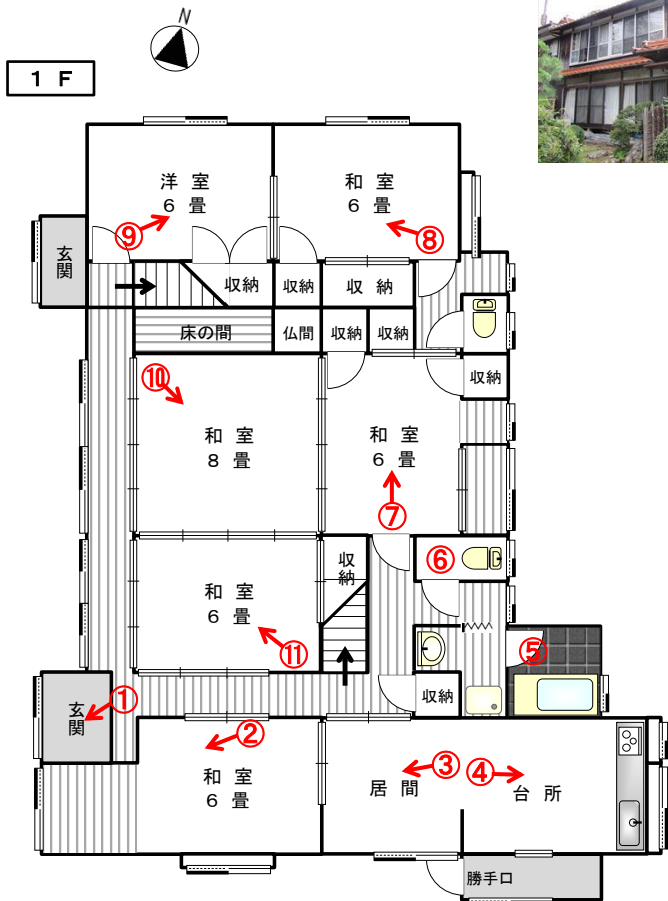 N
1 F
洋 室
6 畳
⑨
和 室
6 畳
⑧
玄関
収納
収納
収 納
床の間
仏間
収納
収納
収納
⑩
和 室
8 畳
和 室
6 畳
⑦
収納
⑥
和 室
6 畳
⑪
⑤
玄関
①
収納
②
和 室
6 畳
③
居 間
④
台 所
勝手口